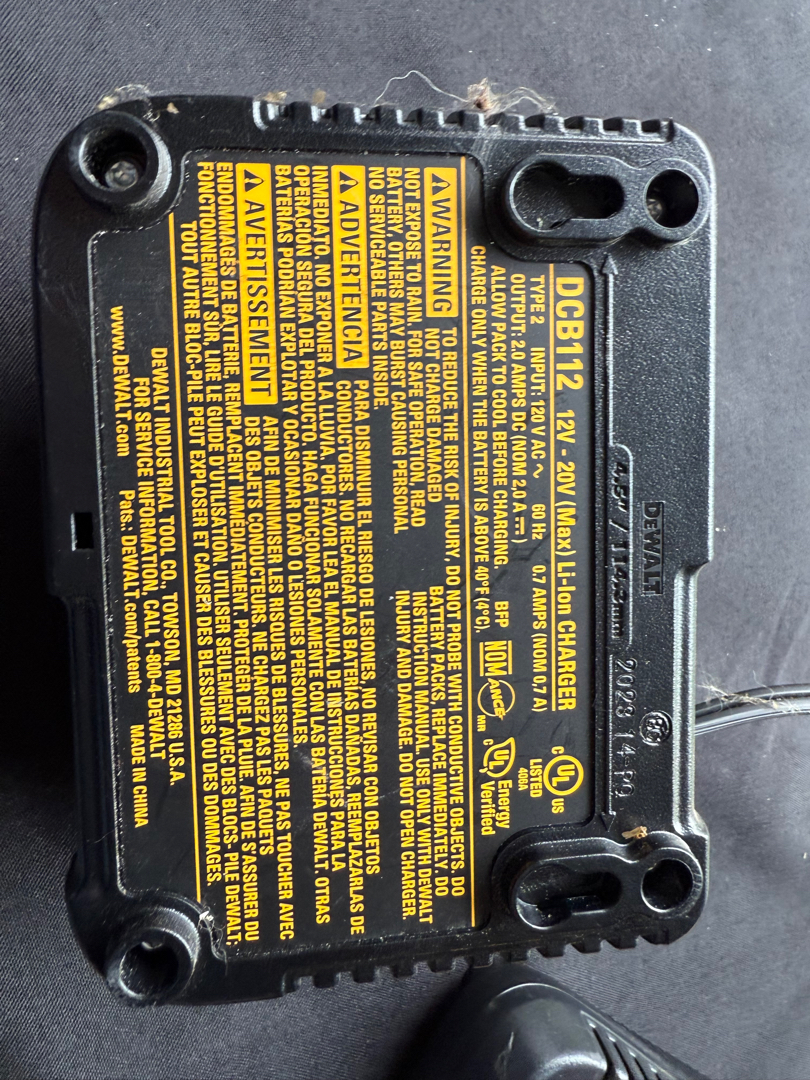 DEWALT
4.5" / 114.3mm
2023 14-PQ
DCB112 12V - 20V (Max) Li-Ion CHARGER
TYPE 2 INPUT: 120 V AC ~ 60 Hz 0.7 AMPS (NOM 0,7 A)
OUTPUT: 2.0 AMPS DC (NOM 2,0 A ⎓)
ALLOW PACK TO COOL BEFORE CHARGING.
CHARGE ONLY WHEN THE BATTERY IS ABOVE 40°F (4°C).
BFP
NOM ANCE
C UL US
LISTED
406A
C UL Energy
Verified
⚠WARNING TO REDUCE THE RISK OF INJURY, DO NOT PROBE WITH CONDUCTIVE OBJECTS. DO
NOT CHARGE DAMAGED BATTERY PACKS, REPLACE IMMEDIATELY. DO
NOT EXPOSE TO RAIN. FOR SAFE OPERATION, READ INSTRUCTION MANUAL. USE ONLY WITH DEWALT
BATTERY, OTHERS MAY BURST CAUSING PERSONAL INJURY AND DAMAGE. DO NOT OPEN CHARGER.
NO SERVICEABLE PARTS INSIDE.
⚠ADVERTENCIA PARA DISMINUIR EL RIESGO DE LESIONES, NO REVISAR CON OBJETOS
CONDUCTORES. NO RECARGAR LAS BATERÍAS DAÑADAS, REEMPLAZARLAS DE
IMMEDIATO. NO EXPONER A LA LLUVIA. POR FAVOR LEA EL MANUAL DE INSTRUCCIONES PARA LA
OPERACIÓN SEGURA DEL PRODUCTO. HAGA FUNCIONAR SOLAMENTE CON LAS BATERIA DEWALT. OTRAS
BATERÍAS PODRÍAN EXPLOTAR Y OCASIONAR DAÑO O LESIONES PERSONALES.
⚠ AVERTISSEMENT AFIN DE MINIMISER LES RISQUES DE BLESSURES, NE PAS TOUCHER AVEC
DES OBJETS CONDUCTEURS. NE CHARGEZ PAS LES PAQUETS
ENDOMMAGÉS DE BATTERIE, REMPLACENT IMMÉDIATEMENT. PROTÉGER DE LA PLUIE. AFIN DE S'ASSURER DU
FONCTIONNEMENT SÛR, LIRE LE GUIDE D'UTILISATION. UTILISER SEULEMENT AVEC DES BLOCS- PILE DEWALT;
TOUT AUTRE BLOC-PILE PEUT EXPLOSER ET CAUSER DES BLESSURES OU DES DOMMAGES.
DEWALT INDUSTRIAL TOOL CO., TOWSON, MD 21286 U.S.A.
FOR SERVICE INFORMATION, CALL 1-800-4-DEWALT
www.DEWALT.com Pats.: DEWALT.com/patents MADE IN CHINA